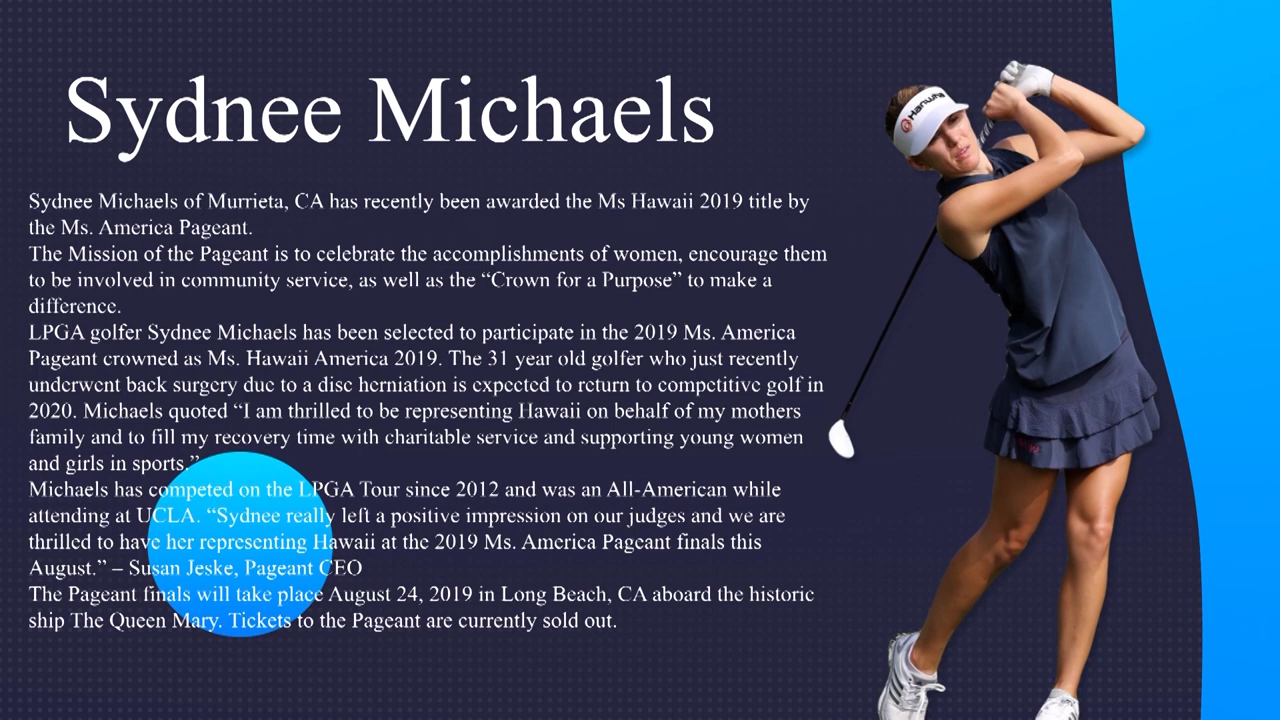 Sydnee Michaels
Hanwha
Sydnee Michaels of Murrieta, CA has recently been awarded the Ms Hawaii 2019 title by
the Ms. America Pageant.
The Mission of the Pageant is to celebrate the accomplishments of women, encourage them
to be involved in community service, as well as the “Crown for a Purpose” to make a
difference.
LPGA golfer Sydnee Michaels has been selected to participate in the 2019 Ms. America
Pageant crowned as Ms. Hawaii America 2019. The 31 year old golfer who just recently
underwent back surgery due to a disc herniation is expected to return to competitive golf in
2020. Michaels quoted “I am thrilled to be representing Hawaii on behalf of my mothers
family and to fill my recovery time with charitable service and supporting young women
and girls in sports.”
Michaels has competed on the LPGA Tour since 2012 and was an All-American while
attending at UCLA. “Sydnee really left a positive impression on our judges and we are
thrilled to have her representing Hawaii at the 2019 Ms. America Pageant finals this
August.” – Susan Jeske, Pageant CEO
The Pageant finals will take place August 24, 2019 in Long Beach, CA aboard the historic
ship The Queen Mary. Tickets to the Pageant are currently sold out.